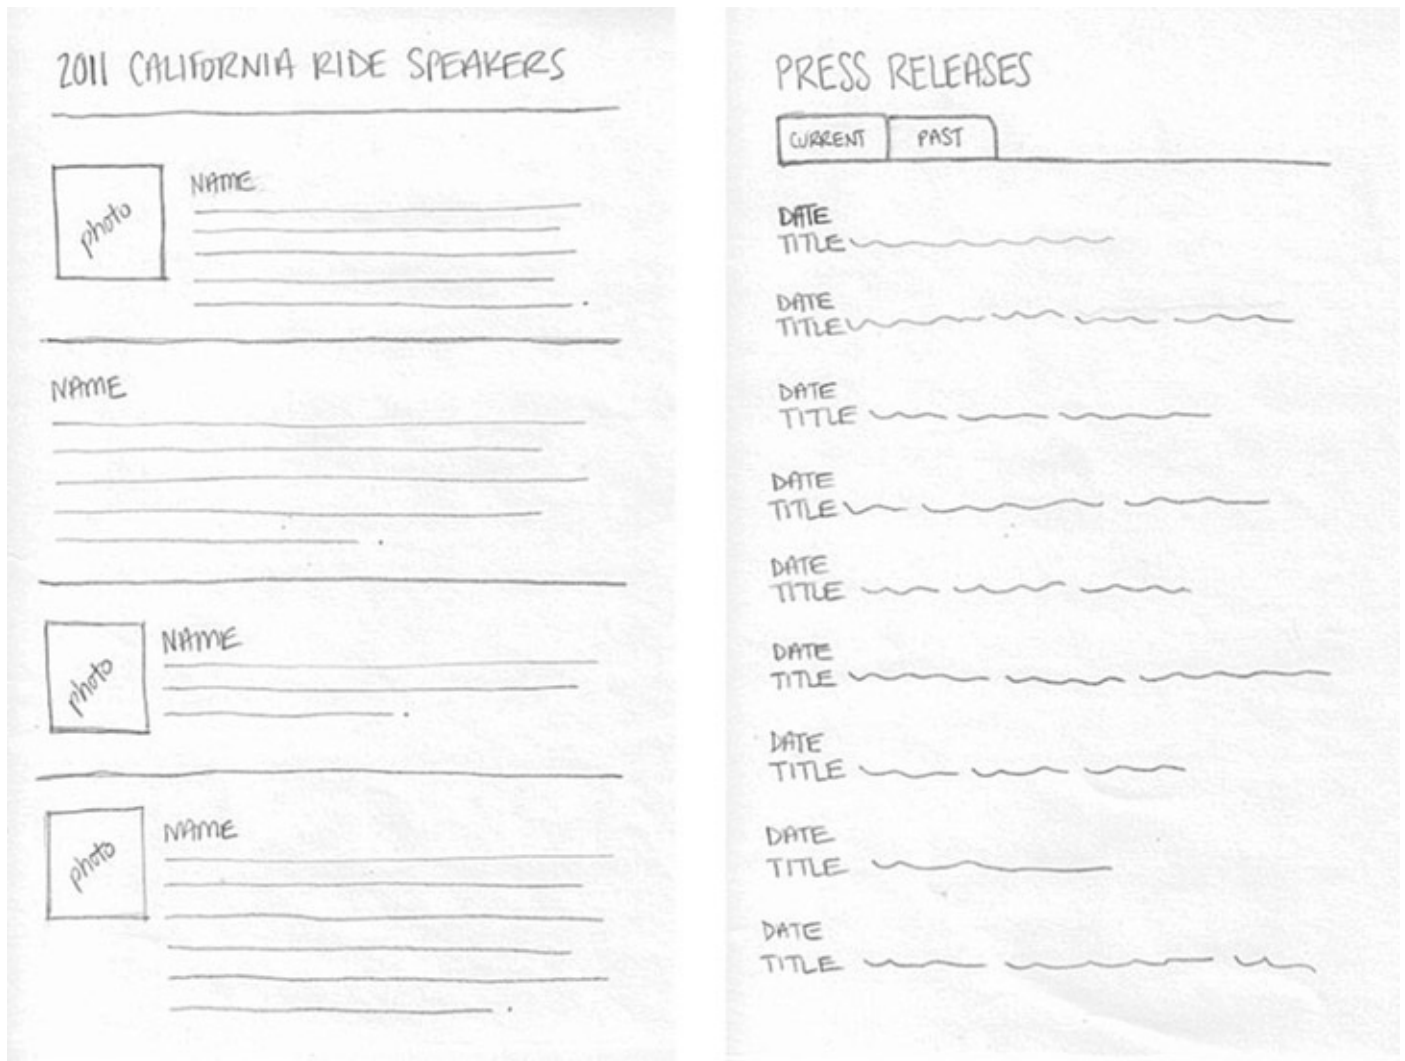 2011 CALIFORNIA RIDE SPEAKERS
photo
NAME
NAME
photo
NAME
photo
NAME
PRESS RELEASES
CURRENT PAST
DATE
TITLE
DATE
TITLE
DATE
TITLE
DATE
TITLE
DATE
TITLE
DATE
TITLE
DATE
TITLE
DATE
TITLE
DATE
TITLE